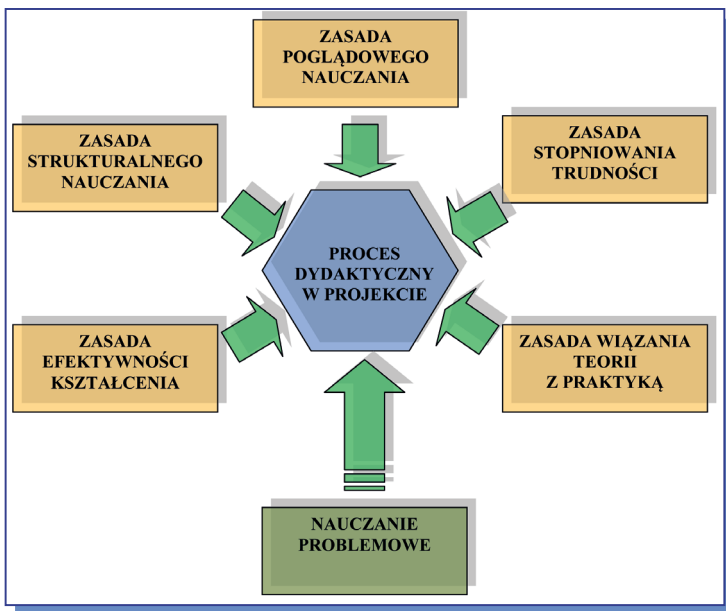 ZASADA
POGLĄDOWEGO
NAUCZANIA
ZASADA
STRUKTURALNEGO
NAUCZANIA
ZASADA
STOPNIOWANIA
TRUDNOŚCI
PROCES
DYDAKTYCZNY
W PROJEKCIE
ZASADA
EFEKTYWNOŚCI
KSZTAŁCENIA
ZASADA WIĄZANIA
TEORII
Z PRAKTYKĄ
NAUCZANIE
PROBLEMOWE